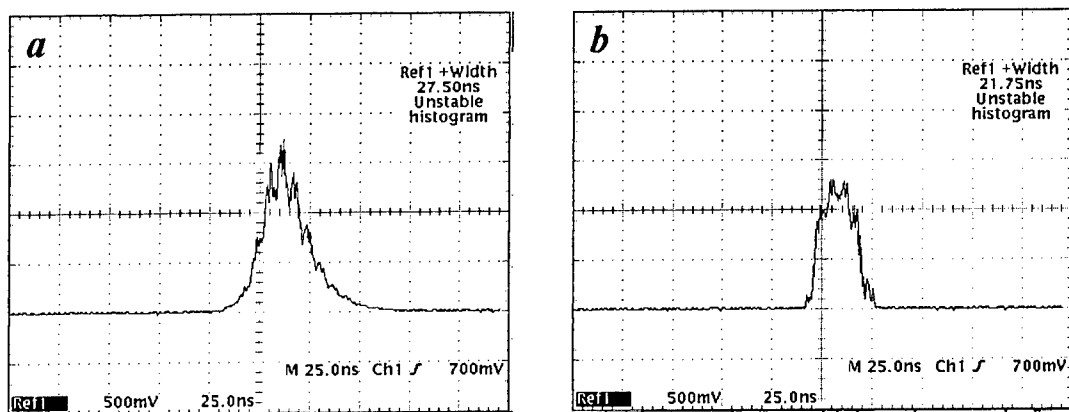 a
Ref1 +Width
27.50ns
Unstable
histogram
M 25.0ns Ch1 ƒ 700mV
Ref1 500mV 25.0ns
b
Ref1 +Width
21.75ns
Unstable
histogram
M 25.0ns Ch1 ƒ 700mV
Ref1 500mV 25.0ns